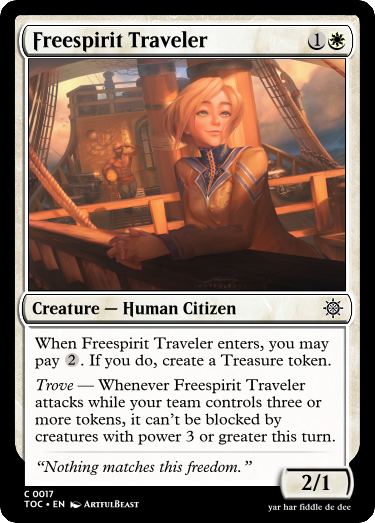 Freespirit Traveler 1
Creature — Human Citizen
When Freespirit Traveler enters, you may
pay 2. If you do, create a Treasure token.
Trove — Whenever Freespirit Traveler
attacks while your team controls three or
more tokens, it can't be blocked by
creatures with power 3 or greater this turn.
“Nothing matches this freedom.”
2/1
C 0017
TOC • EN ArtfulBeast
yar har fiddle de dee